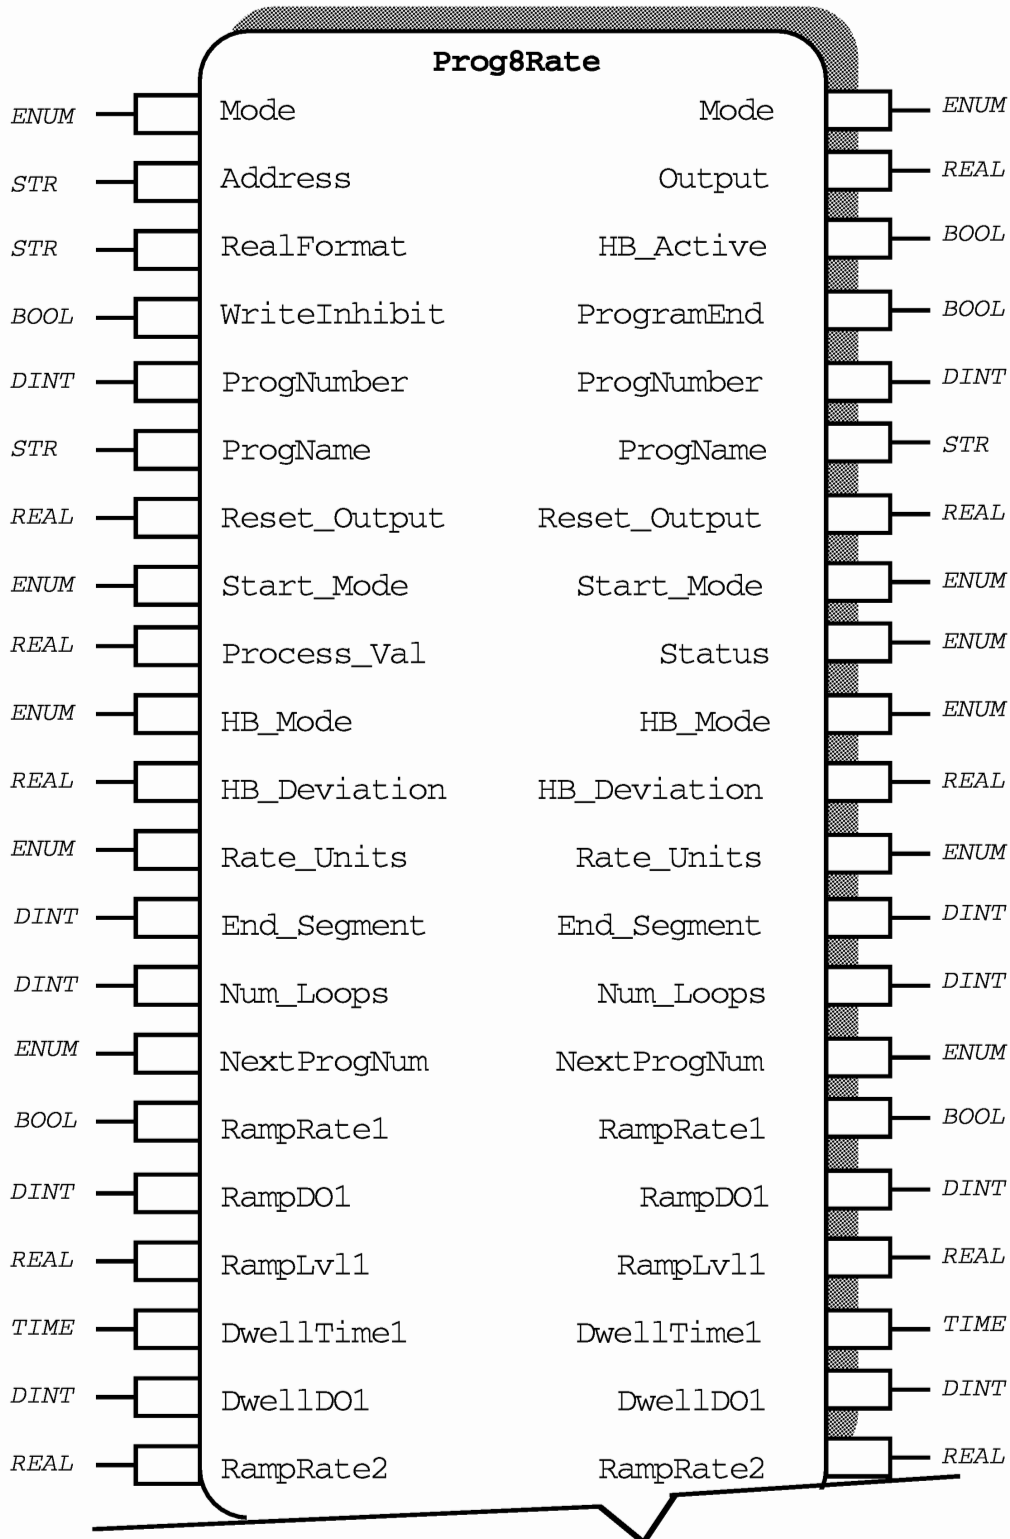 Prog8Rate
ENUM Mode Mode ENUM
STR Address Output REAL
STR RealFormat HB_Active BOOL
BOOL WriteInhibit ProgramEnd BOOL
DINT ProgNumber ProgNumber DINT
STR ProgName ProgName STR
REAL Reset_Output Reset_Output REAL
ENUM Start_Mode Start_Mode ENUM
REAL Process_Val Status ENUM
ENUM HB_Mode HB_Mode ENUM
REAL HB_Deviation HB_Deviation REAL
ENUM Rate_Units Rate_Units ENUM
DINT End_Segment End_Segment DINT
DINT Num_Loops Num_Loops DINT
ENUM NextProgNum NextProgNum ENUM
BOOL RampRate1 RampRate1 BOOL
DINT RampDO1 RampDO1 DINT
REAL RampLvl1 RampLvl1 REAL
TIME DwellTime1 DwellTime1 TIME
DINT DwellDO1 DwellDO1 DINT
REAL RampRate2 RampRate2 REAL